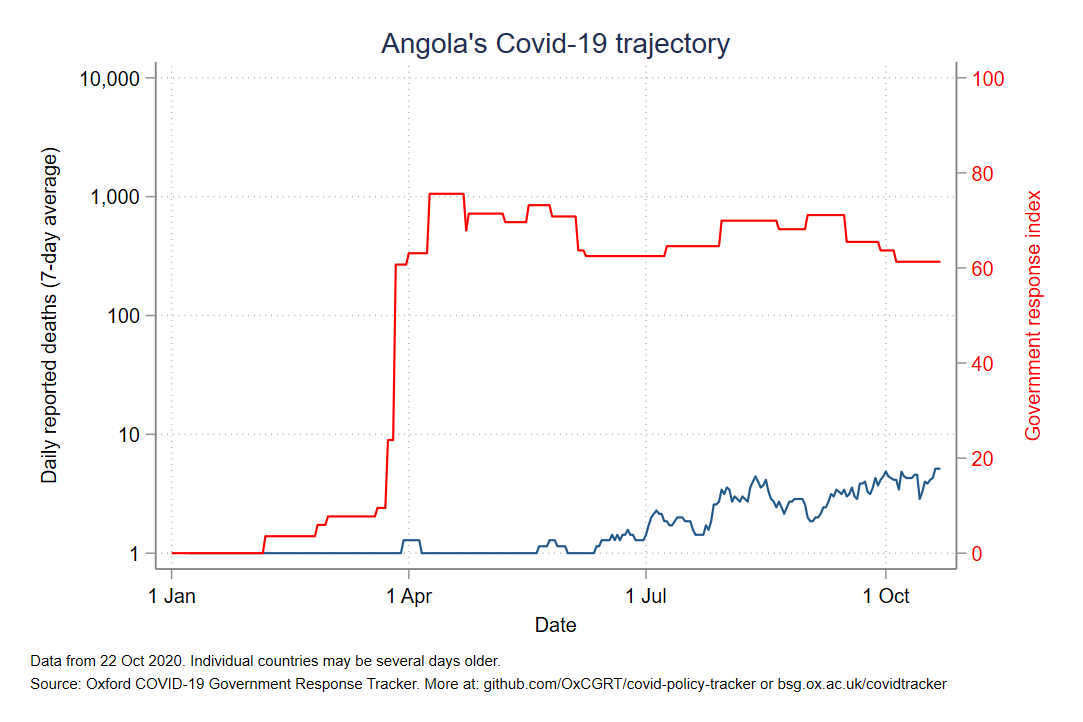 Angola's Covid-19 trajectory
10,000
1,000
100
10
1
Daily reported deaths (7-day average)
100
80
60
40
20
0
Government response index
1 Jan
1 Apr
1 Jul
1 Oct
Date
Data from 22 Oct 2020. Individual countries may be several days older.
Source: Oxford COVID-19 Government Response Tracker. More at: github.com/OxCGRT/covid-policy-tracker or bsg.ox.ac.uk/covidtracker